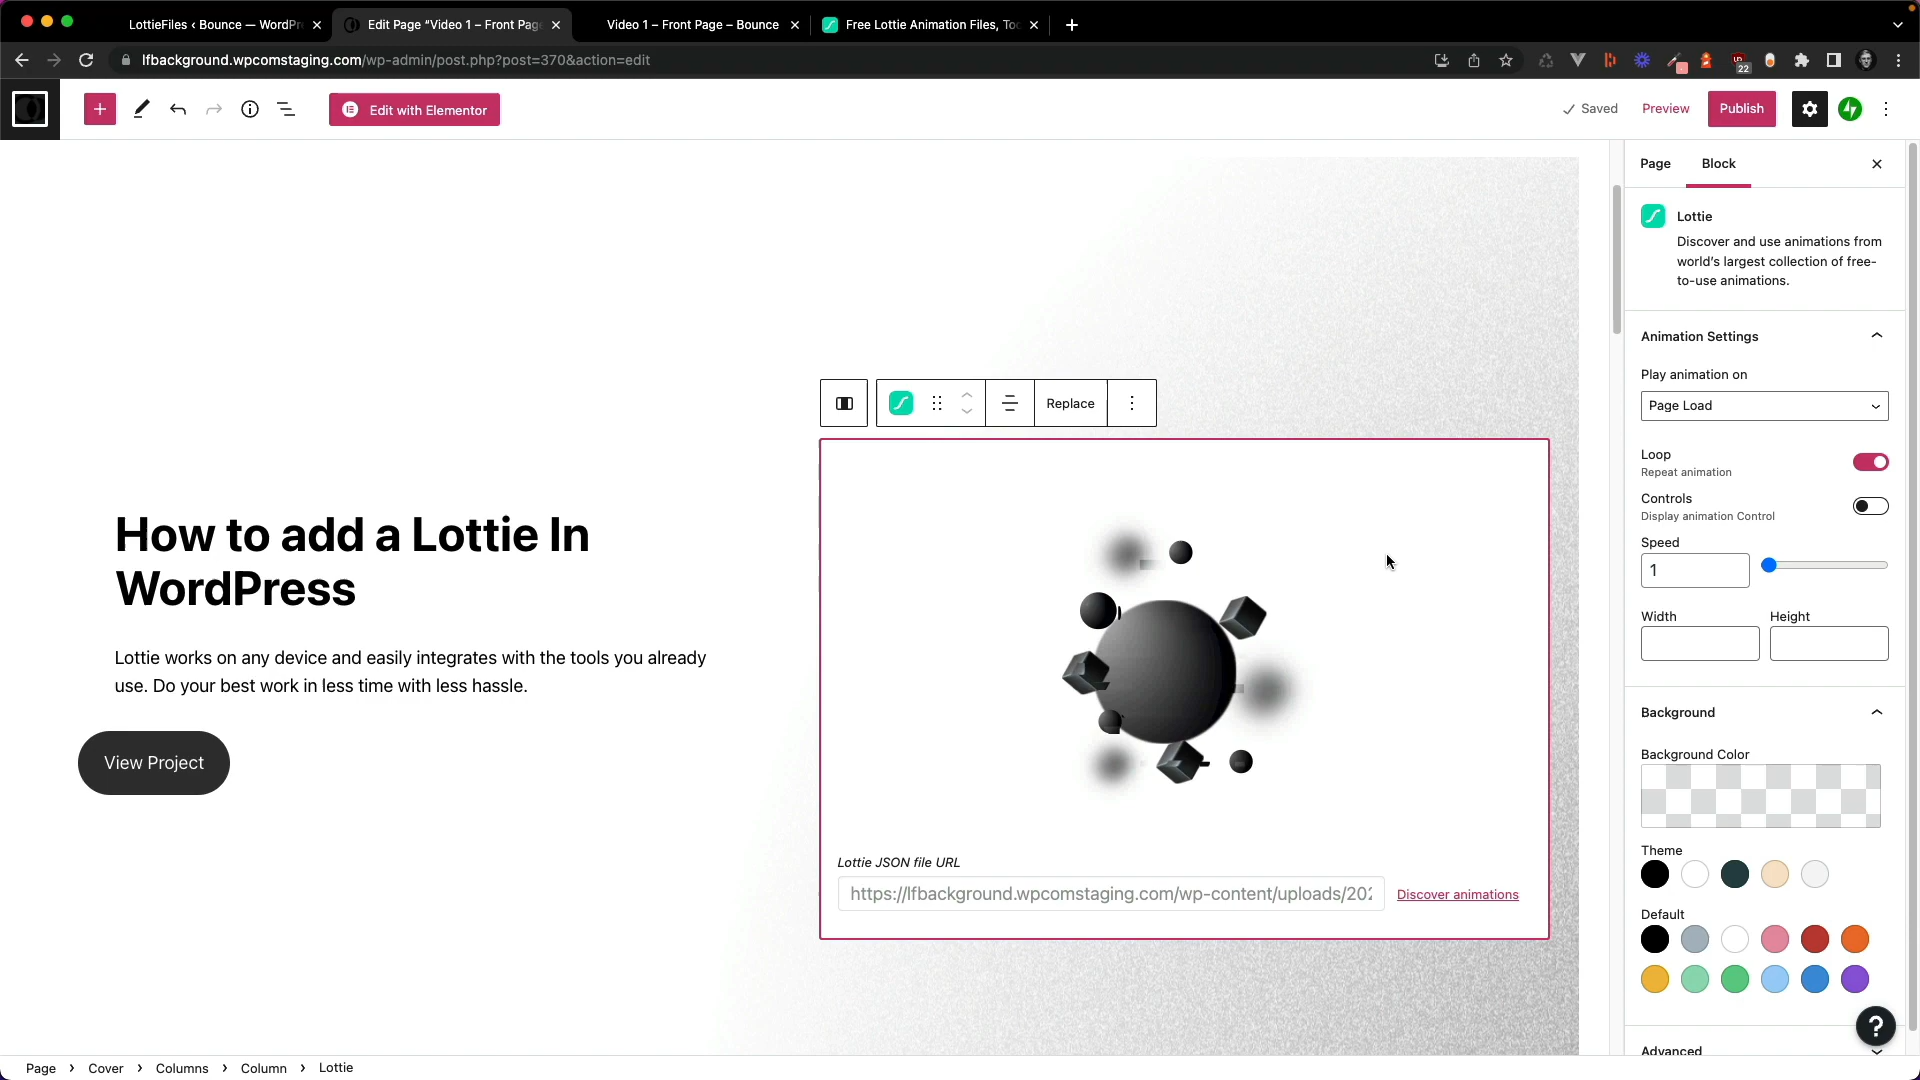 LottieFiles ‹ Bounce — WordPr
Edit Page “Video 1 – Front Page
Video 1 – Front Page – Bounce
Free Lottie Animation Files, To
lfbackground.wpcomstaging.com/wp-admin/post.php?post=370&action=edit
22
Edit with Elementor
Saved
Preview
Publish
Page
Block
Lottie
Discover and use animations from
world’s largest collection of free-
to-use animations.
Animation Settings
Play animation on
Page Load
Replace
Loop
Repeat animation
Controls
Display animation Control
Speed
1
How to add a Lottie In
WordPress
Width
Height
Lottie works on any device and easily integrates with the tools you already
use. Do your best work in less time with less hassle.
Background
Background Color
View Project
Theme
Lottie JSON file URL
https://lfbackground.wpcomstaging.com/wp-content/uploads/202
Discover animations
Default
?
Advanced
Page
Cover
Columns
Column
Lottie